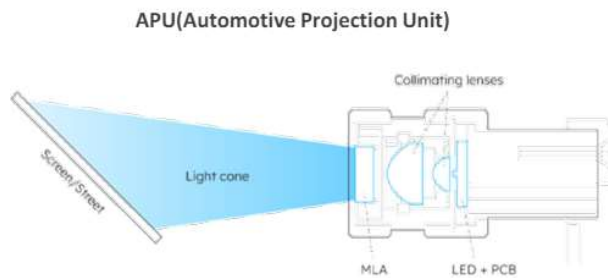 APU(Automotive Projection Unit)
Collimating lenses
Screen/Street
Light cone
MLA
LED + PCB